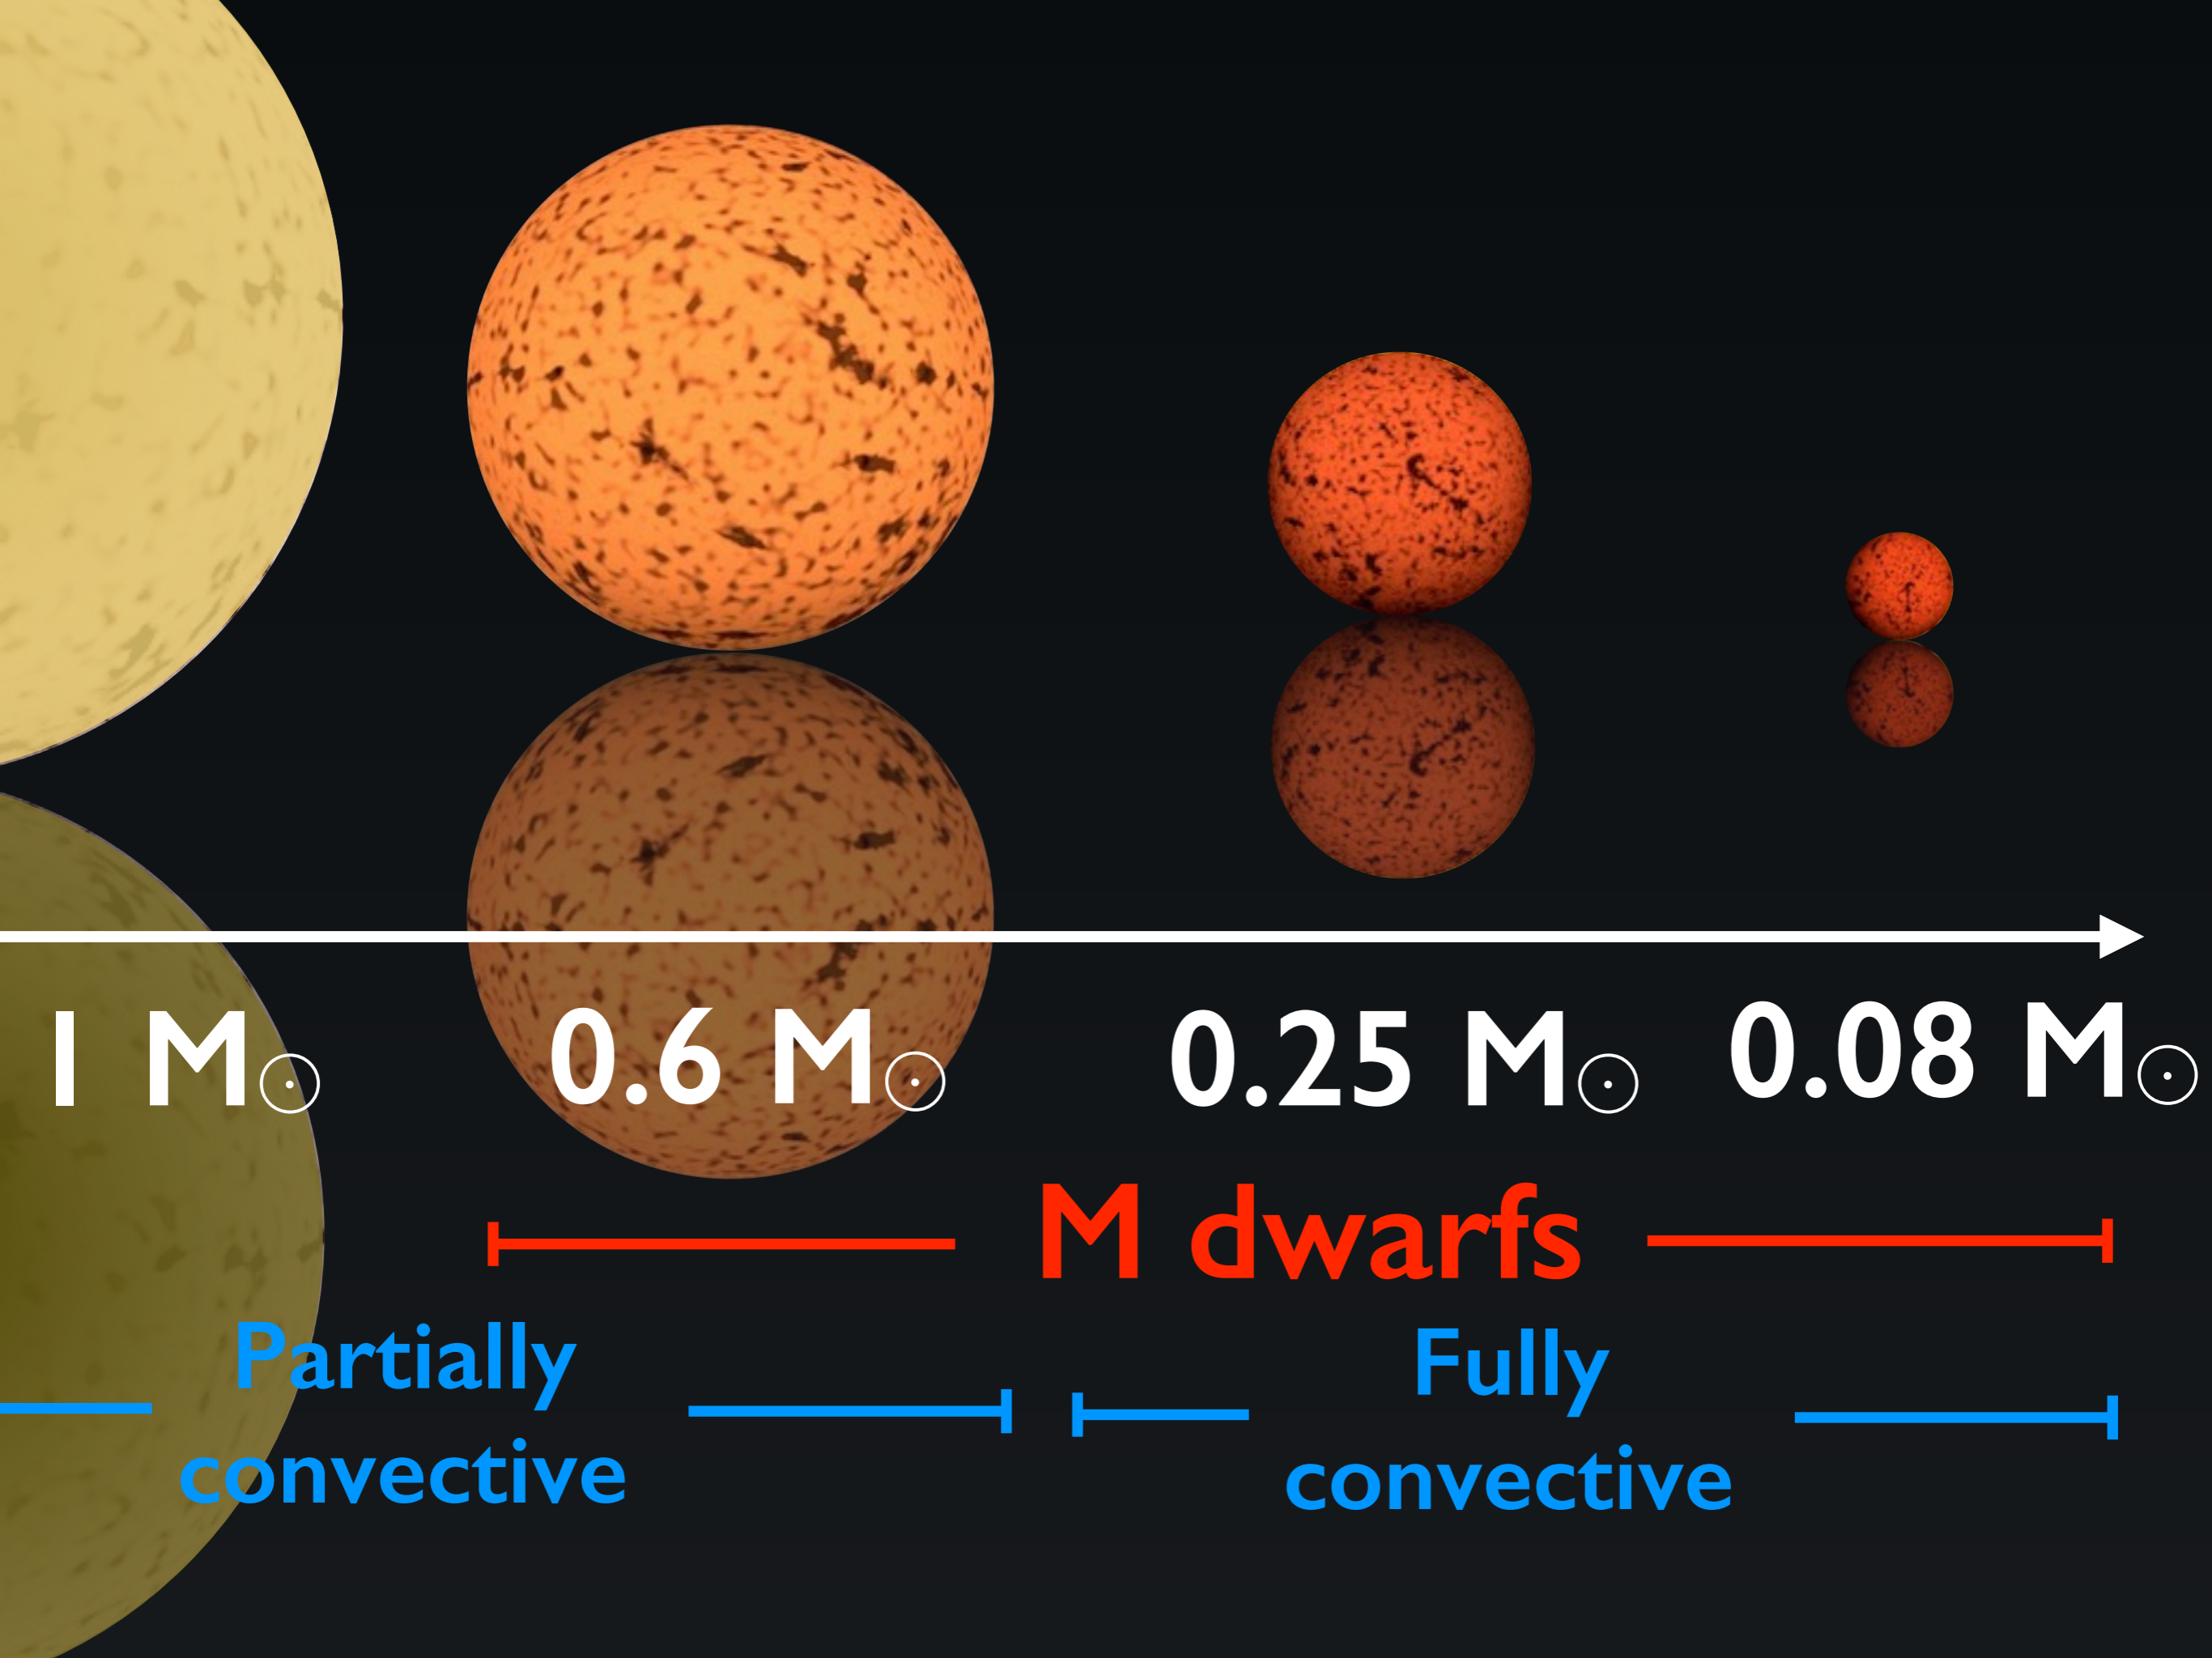 1 M☉ 0.6 M☉ 0.25 M☉ 0.08 M☉
M dwarfs
Partially
convective
Fully
convective